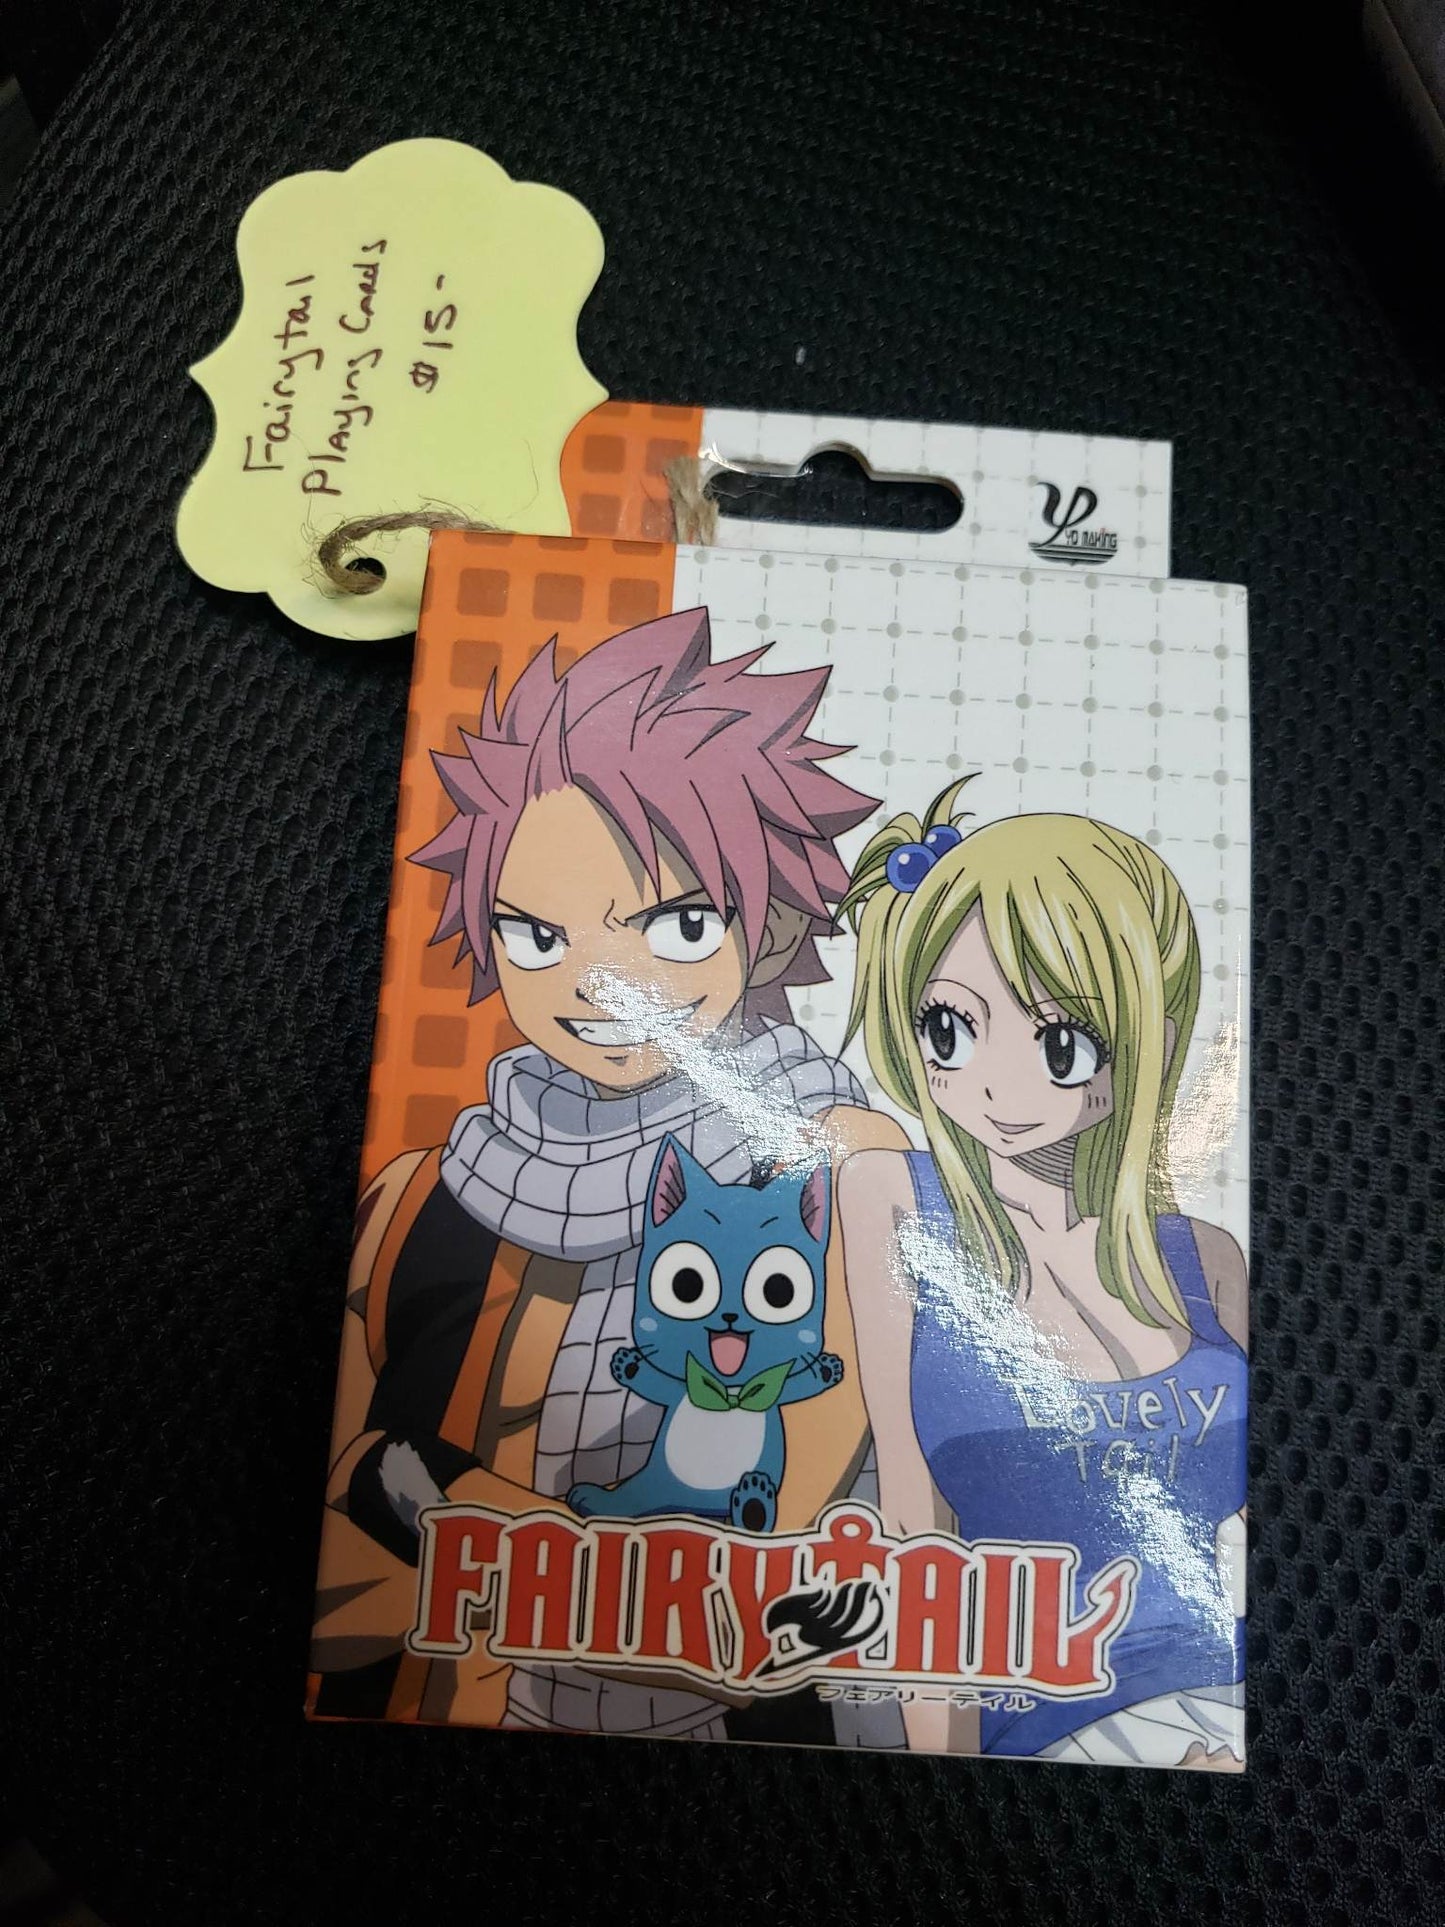 Fairytail
Playing Cards
$15-
YO MAKING
Lovely
Tail
FAIRY TAIL
フェアリーテイル